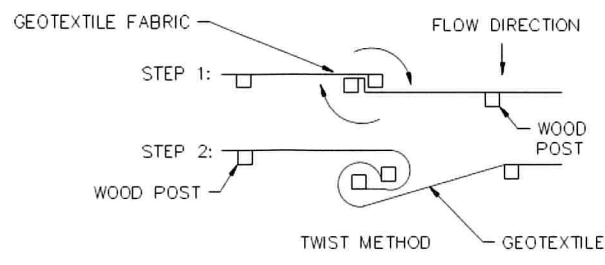 GEOTEXTILE FABRIC
FLOW DIRECTION
STEP 1:
WOOD
POST
STEP 2:
WOOD POST
TWIST METHOD
GEOTEXTILE